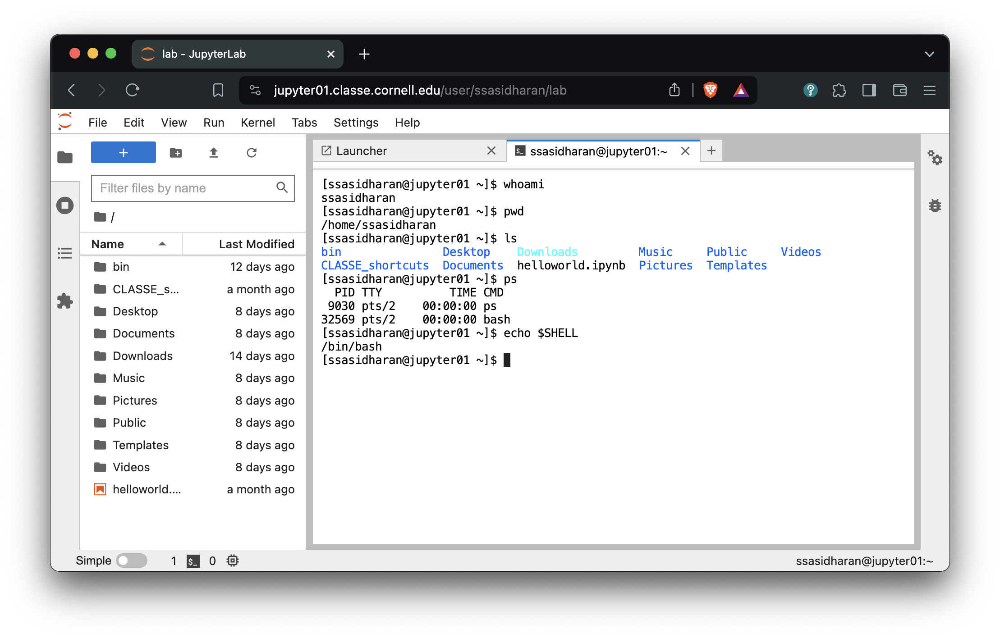 lab - JupyterLab
jupyter01.classe.cornell.edu/user/ssasidharan/lab
File Edit View Run Kernel Tabs Settings Help
Filter files by name
/
Name Last Modified
bin 12 days ago
CLASSE_s... a month ago
Desktop 8 days ago
Documents 8 days ago
Downloads 14 days ago
Music 8 days ago
Pictures 8 days ago
Public 8 days ago
Templates 8 days ago
Videos 8 days ago
helloworld.... a month ago
Launcher
ssasidharan@jupyter01:~
[ssasidharan@jupyter01 ~]$ whoami
ssasidharan
[ssasidharan@jupyter01 ~]$ pwd
/home/ssasidharan
[ssasidharan@jupyter01 ~]$ ls
bin Desktop Downloads Music Public Videos
CLASSE_shortcuts Documents helloworld.ipynb Pictures Templates
[ssasidharan@jupyter01 ~]$ ps
PID TTY TIME CMD
9030 pts/2 00:00:00 ps
32569 pts/2 00:00:00 bash
[ssasidharan@jupyter01 ~]$ echo $SHELL
/bin/bash
[ssasidharan@jupyter01 ~]$
Simple 1 $_ 0 ssasidharan@jupyter01:~